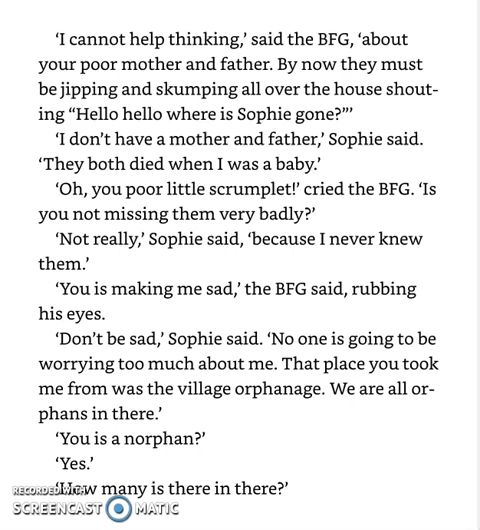 ‘I cannot help thinking,’ said the BFG, ‘about
your poor mother and father. By now they must
be jipping and skumping all over the house shout-
ing “Hello hello where is Sophie gone?”’
‘I don’t have a mother and father,’ Sophie said.
‘They both died when I was a baby.’
‘Oh, you poor little scrumplet!’ cried the BFG. ‘Is
you not missing them very badly?’
‘Not really,’ Sophie said, ‘because I never knew
them.’
‘You is making me sad,’ the BFG said, rubbing
his eyes.
‘Don’t be sad,’ Sophie said. ‘No one is going to be
worrying too much about me. That place you took
me from was the village orphanage. We are all or-
phans in there.’
‘You is a norphan?’
‘Yes.’
‘How many is there in there?’
RECORDED WITH
SCREENCAST MATIC